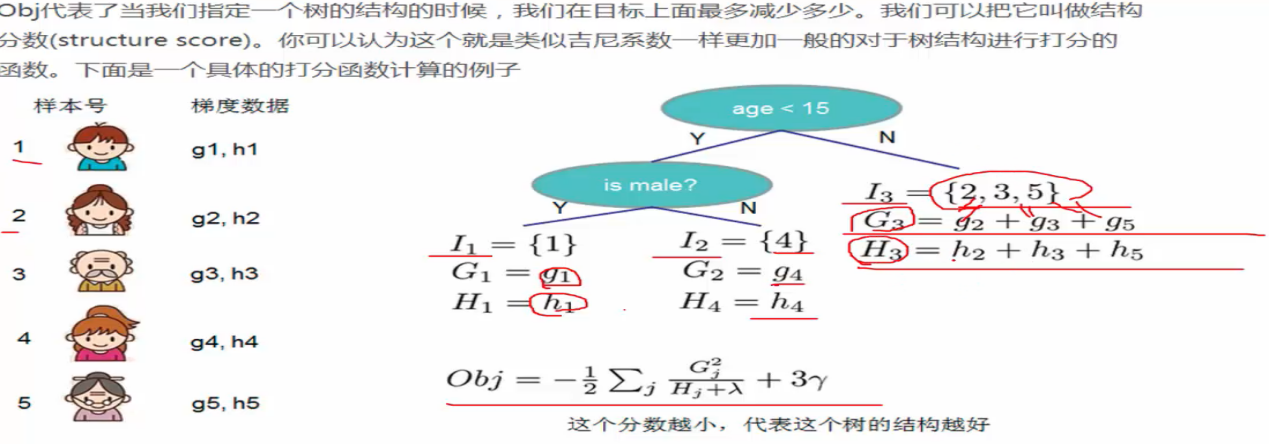 Obj代表了当我们指定一个树的结构的时候，我们在目标上面最多减少多少。我们可以把它叫做结构
分数(structure score)。你可以认为这个就是类似吉尼系数一样更加一般的对于树结构进行打分的
函数。下面是一个具体的打分函数计算的例子
样本号 梯度数据
1 g1, h1
2 g2, h2
3 g3, h3
4 g4, h4
5 g5, h5
age < 15
Y N
is male?
Y N
I₁ = {1}
G₁ = g₁
H₁ = h₁
I₂ = {4}
G₂ = g₄
H₄ = h₄
I₃ = {2, 3, 5}
G₃ = g₂ + g₃ + g₅
H₃ = h₂ + h₃ + h₅
Obj = −½ ∑ⱼ Gⱼ²/(Hⱼ+λ) + 3γ
这个分数越小，代表这个树的结构越好